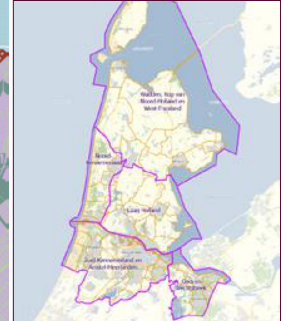 Wadden, Kop van
Noord-Holland en
West-Friesland
Noord-
Kennemerland
Laag Holland
Zuid-Kennemerland en
Amstel-Meerlanden
Gooi en
Vechtstreek